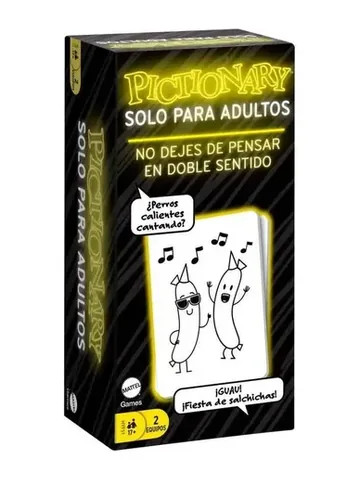 PICTIONARY
SOLO PARA ADULTOS
NO DEJES DE PENSAR
EN DOBLE SENTIDO
¿Perros
calientes
cantando?
¡GUAU!
¡Fiesta de
salchichas!
MATTEL
Games
17+
2
EQUIPOS
PICTIONARY
SOLO PARA ADULTOS
MATTEL